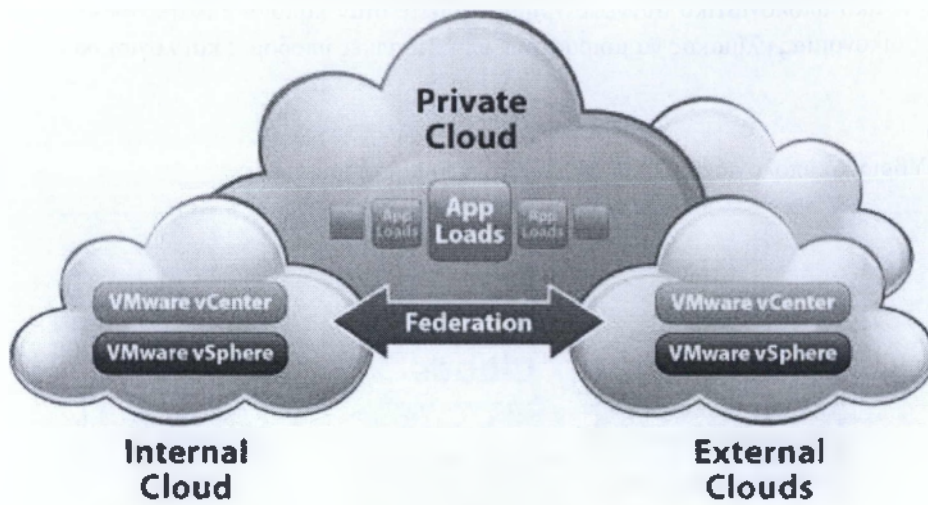 Private
Cloud
App
Loads
App
Loads
App
Loads
VMware vCenter
VMware vSphere
Federation
VMware vCenter
VMware vSphere
Internal
Cloud
External
Clouds